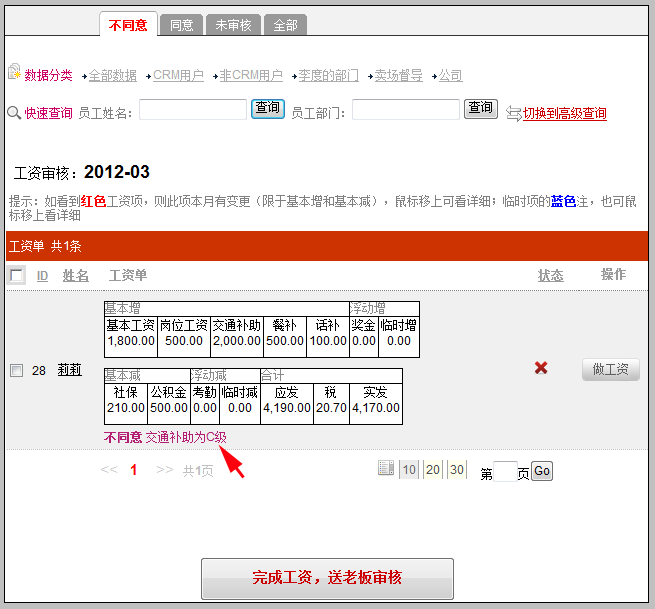 不同意 同意 未审核 全部
数据分类 全部数据 CRM用户 非CRM用户 李度的部门 卖场督导 公司
快速查询 员工姓名: 查询 员工部门: 查询 切换到高级查询
工资审核：2012-03
提示：如看到红色工资项，则此项本月有变更（限于基本增和基本减），鼠标移上可看详细；临时项的蓝色注，也可鼠
标移上看详细
工资单 共1条
ID 姓名 工资单 状态 操作
基本增 浮动增
基本工资 岗位工资 交通补助 餐补 话补 奖金 临时增
1,800.00 500.00 2,000.00 500.00 100.00 0.00 0.00
28 莉莉 做工资
基本减 浮动减 合计
社保 公积金 考勤 临时减 应发 税 实发
210.00 500.00 0.00 0.00 4,190.00 20.70 4,170.00
不同意 交通补助为C级
<< 1 >> 共1页 10 20 30 第 页 Go
完成工资，送老板审核